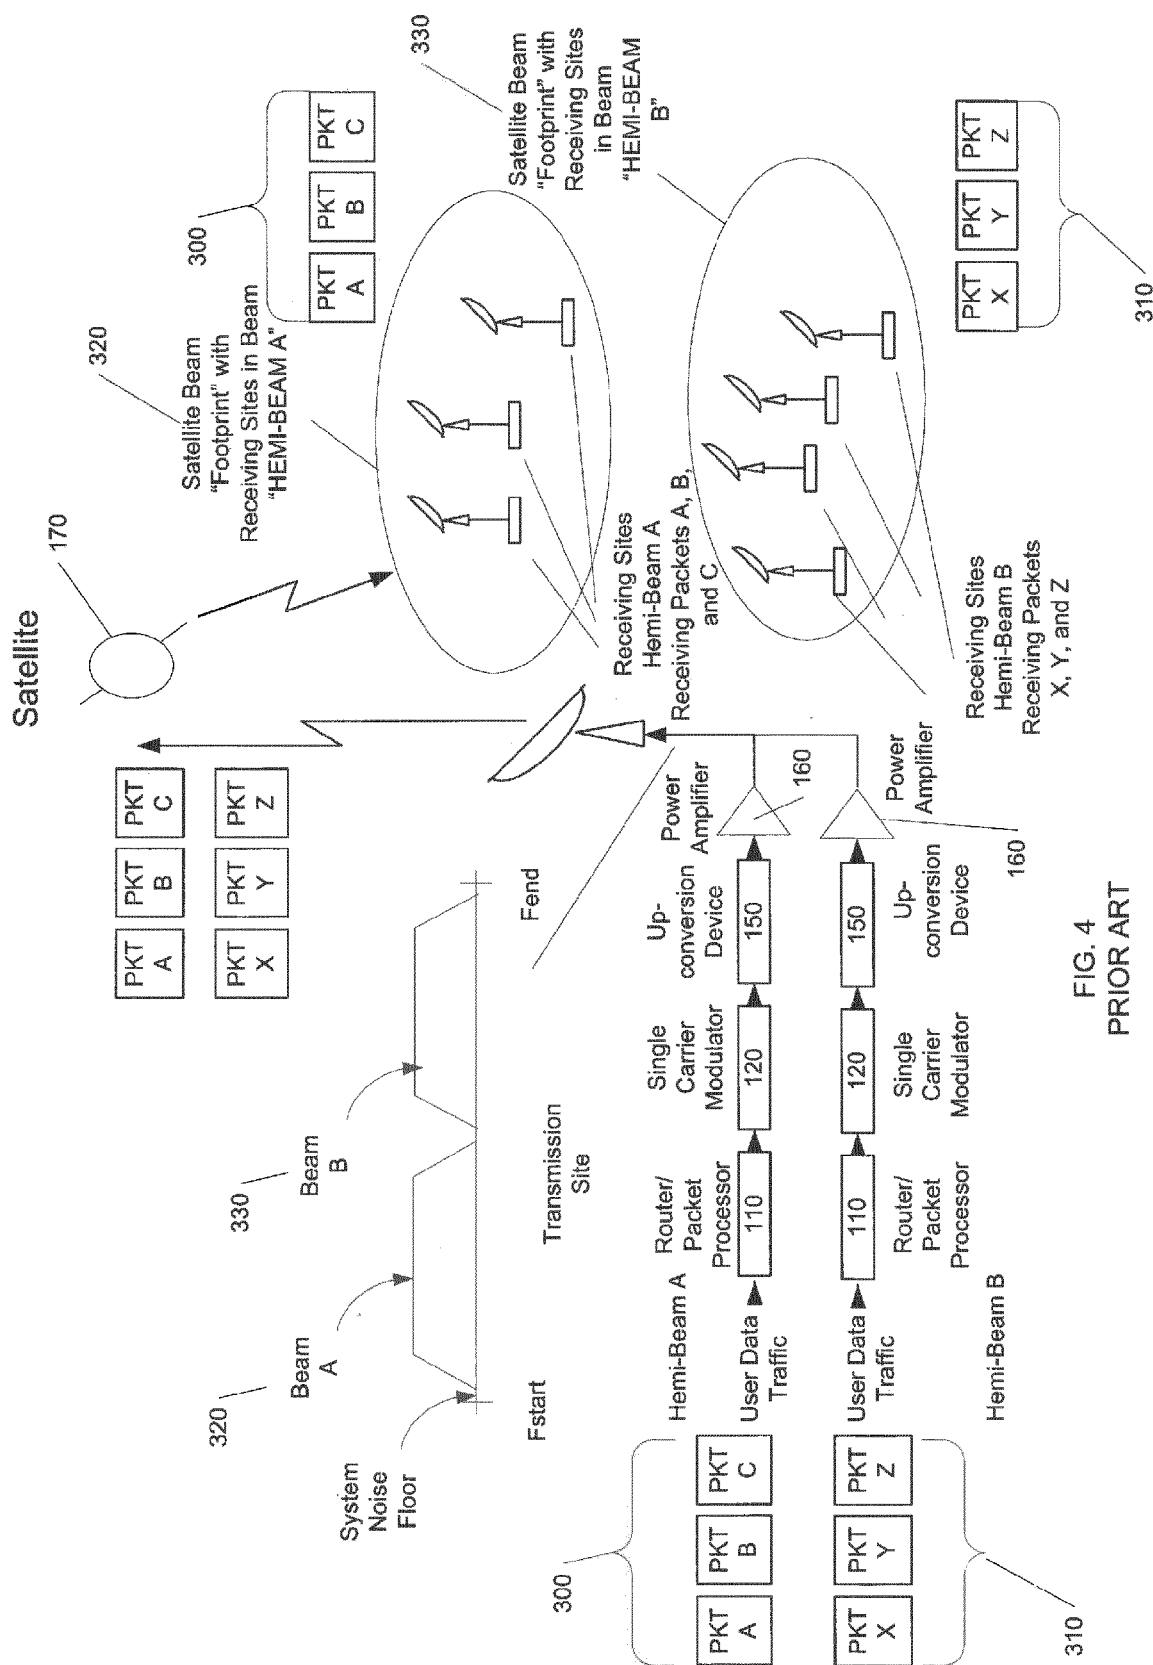 Satellite
170
PKT
A
PKT
B
PKT
C
PKT
X
PKT
Y
PKT
Z
320
Satellite Beam
"Footprint" with
Receiving Sites in Beam
"HEMI-BEAM A"
300
PKT
A
PKT
B
PKT
C
330
Satellite Beam
"Footprint" with
Receiving Sites
in Beam
"HEMI-BEAM
B"
320
Beam
A
330
Beam
B
System
Noise
Floor
Fstart
Fend
Transmission
Site
Receiving Sites
Hemi-Beam A
Receiving Packets A, B,
and C
Receiving Sites
Hemi-Beam B
Receiving Packets
X, Y, and Z
PKT
X
PKT
Y
PKT
Z
310
300
PKT
A
PKT
B
PKT
C
Hemi-Beam A
User Data
Traffic
Router/
Packet
Processor
110
Single
Carrier
Modulator
120
Up-
conversion
Device
150
Power
Amplifier
160
PKT
X
PKT
Y
PKT
Z
310
User Data
Traffic
Hemi-Beam B
110
Router/
Packet
Processor
120
Single
Carrier
Modulator
150
Up-
conversion
Device
Power
Amplifier
160
FIG. 4
PRIOR ART